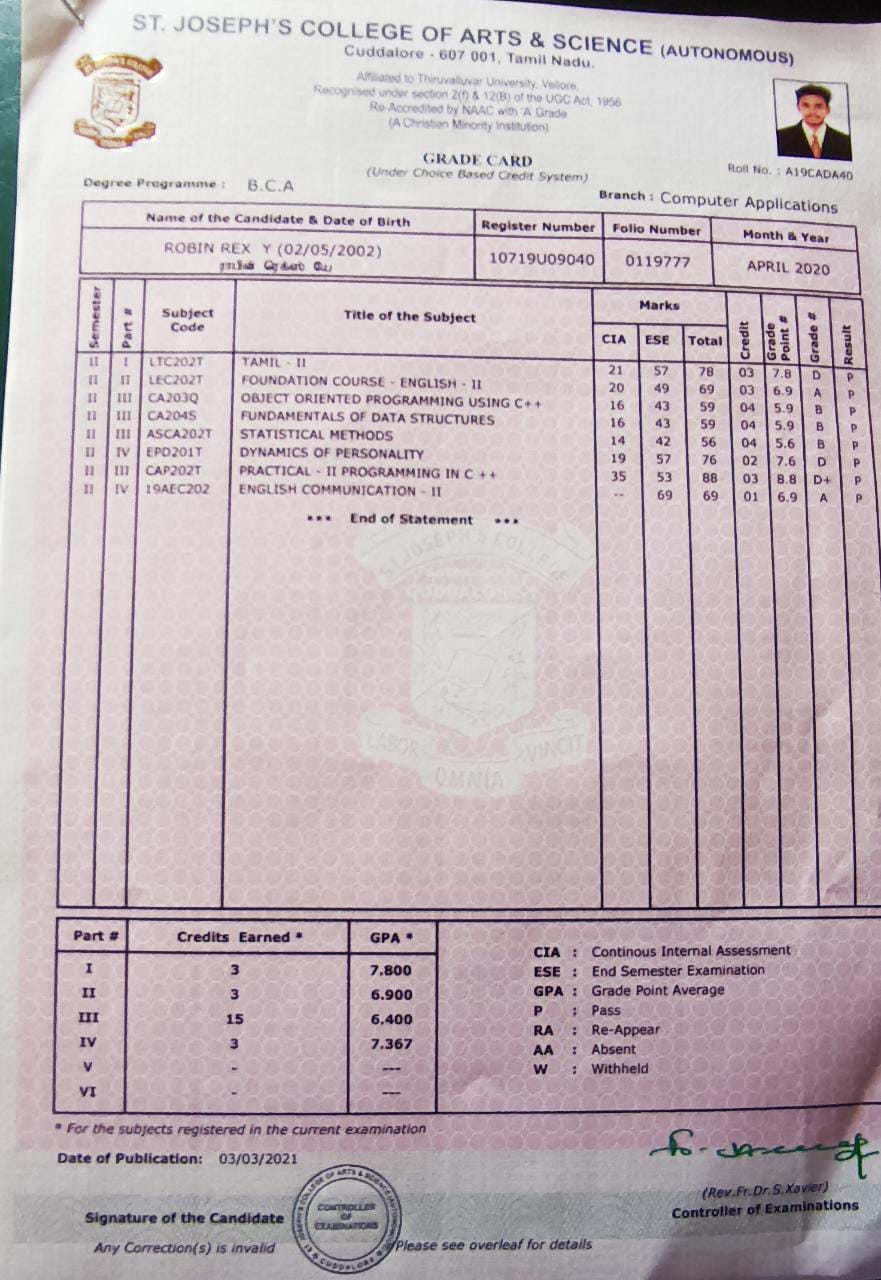 ST. JOSEPH'S COLLEGE OF ARTS & SCIENCE (AUTONOMOUS)
Cuddalore - 607 001, Tamil Nadu.
Affiliated to Thiruvalluvar University, Vellore,
Recognised under section 2(f) & 12(B) of the UGC Act, 1956
Re-Accredited by NAAC with 'A' Grade
(A Christian Minority Institution)
GRADE CARD
(Under Choice Based Credit System)
Roll No. : A19CADA40
Degree Programme : B.C.A
Branch : Computer Applications
Name of the Candidate & Date of Birth Register Number Folio Number Month & Year
ROBIN REX Y (02/05/2002) 10719U09040 0119777 APRIL 2020
ராபின் ரெக்ஸ் யே
Semester Part # Subject Code Title of the Subject Marks Credit Grade Point # Grade # Result
CIA ESE Total
II I LTC202T TAMIL - II 21 57 78 03 7.8 D P
II II LEC202T FOUNDATION COURSE - ENGLISH - II 20 49 69 03 6.9 A P
II III CA203Q OBJECT ORIENTED PROGRAMMING USING C++ 16 43 59 04 5.9 B P
II III CA204S FUNDAMENTALS OF DATA STRUCTURES 16 43 59 04 5.9 B P
II III ASCA202T STATISTICAL METHODS 14 42 56 04 5.6 B P
II IV EPD201T DYNAMICS OF PERSONALITY 19 57 76 02 7.6 D P
II III CAP202T PRACTICAL - II PROGRAMMING IN C ++ 35 53 88 03 8.8 D+ P
II IV 19AEC202 ENGLISH COMMUNICATION - II -- 69 69 01 6.9 A P
*** End of Statement ***
ST.JOSEPH'S COLLEGE
CUDDALORE
LABOR VINCIT
OMNIA
Part # Credits Earned * GPA *
I 3 7.800
II 3 6.900
III 15 6.400
IV 3 7.367
V - ---
VI - ---
CIA : Continous Internal Assessment
ESE : End Semester Examination
GPA : Grade Point Average
P : Pass
RA : Re-Appear
AA : Absent
W : Withheld
* For the subjects registered in the current examination
Date of Publication: 03/03/2021
(Rev.Fr.Dr.S.Xavier)
Controller of Examinations
Signature of the Candidate
ST. JOSEPH'S COLLEGE OF ARTS & SCIENCE (AUTONOMOUS)
CUDDALORE
CONTROLLER
OF
EXAMINATIONS
Any Correction(s) is invalid
Please see overleaf for details